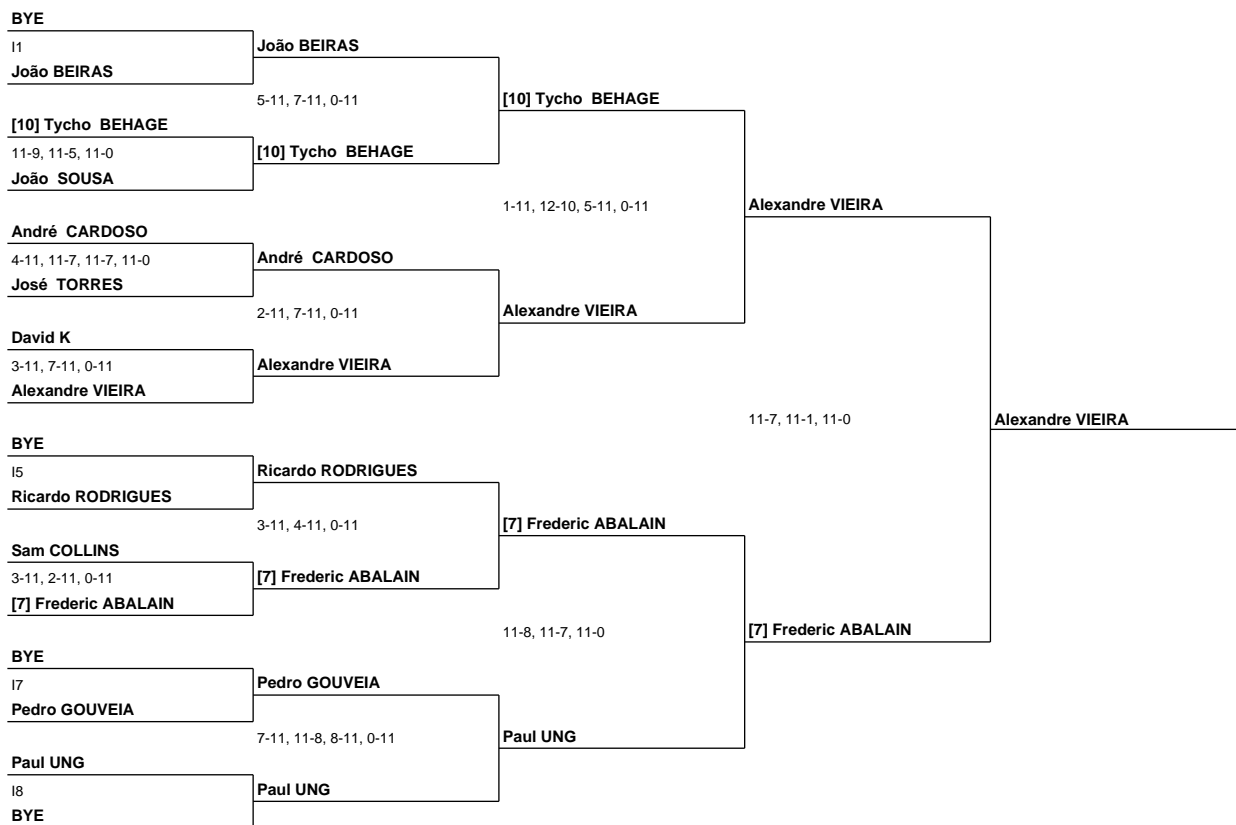 BYE
I1
João BEIRAS
[10] Tycho BEHAGE
11-9, 11-5, 11-0
João SOUSA
André CARDOSO
4-11, 11-7, 11-7, 11-0
José TORRES
David K
3-11, 7-11, 0-11
Alexandre VIEIRA
BYE
I5
Ricardo RODRIGUES
Sam COLLINS
3-11, 2-11, 0-11
[7] Frederic ABALAIN
BYE
I7
Pedro GOUVEIA
Paul UNG
I8
BYE
João BEIRAS
5-11, 7-11, 0-11
[10] Tycho BEHAGE
André CARDOSO
2-11, 7-11, 0-11
Alexandre VIEIRA
Ricardo RODRIGUES
3-11, 4-11, 0-11
[7] Frederic ABALAIN
Pedro GOUVEIA
7-11, 11-8, 8-11, 0-11
Paul UNG
[10] Tycho BEHAGE
1-11, 12-10, 5-11, 0-11
Alexandre VIEIRA
[7] Frederic ABALAIN
11-8, 11-7, 11-0
Paul UNG
Alexandre VIEIRA
11-7, 11-1, 11-0
[7] Frederic ABALAIN
Alexandre VIEIRA